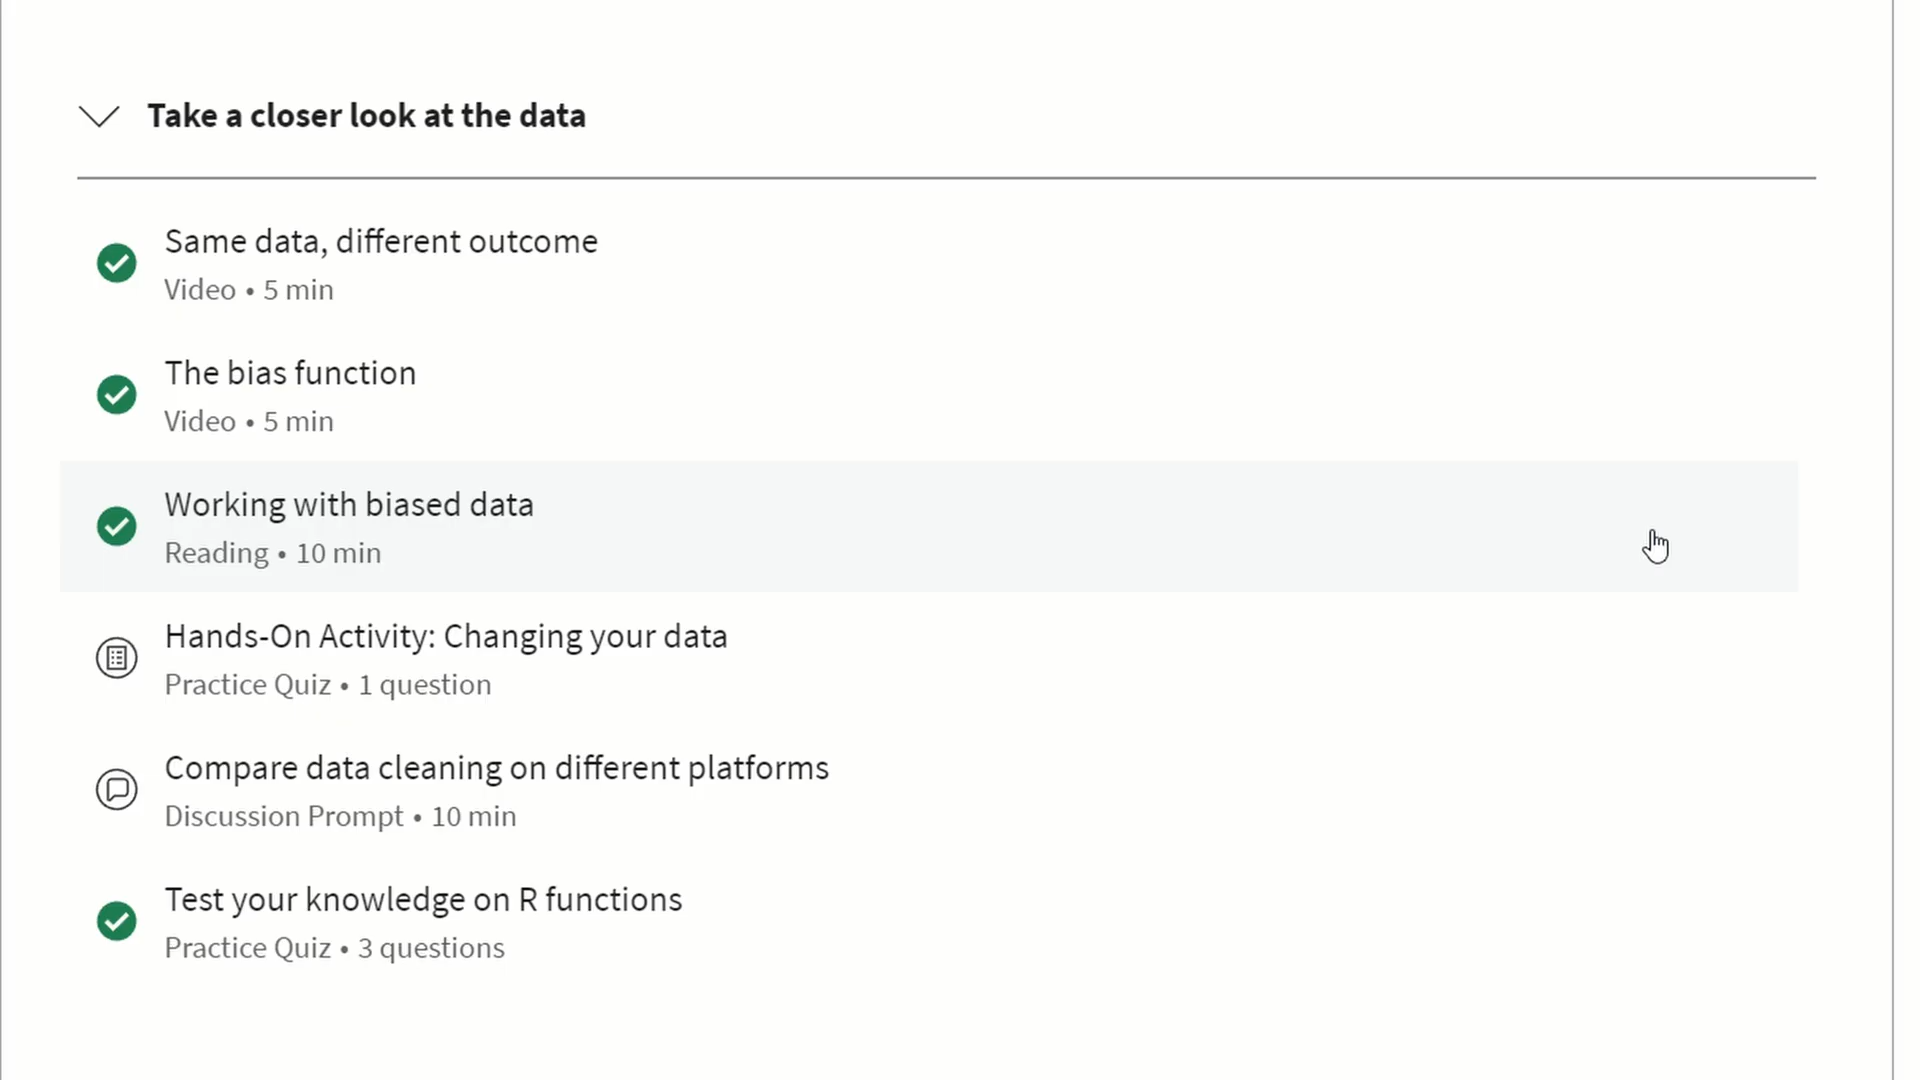 Take a closer look at the data
Same data, different outcome
Video • 5 min
The bias function
Video • 5 min
Working with biased data
Reading • 10 min
Hands-On Activity: Changing your data
Practice Quiz • 1 question
Compare data cleaning on different platforms
Discussion Prompt • 10 min
Test your knowledge on R functions
Practice Quiz • 3 questions